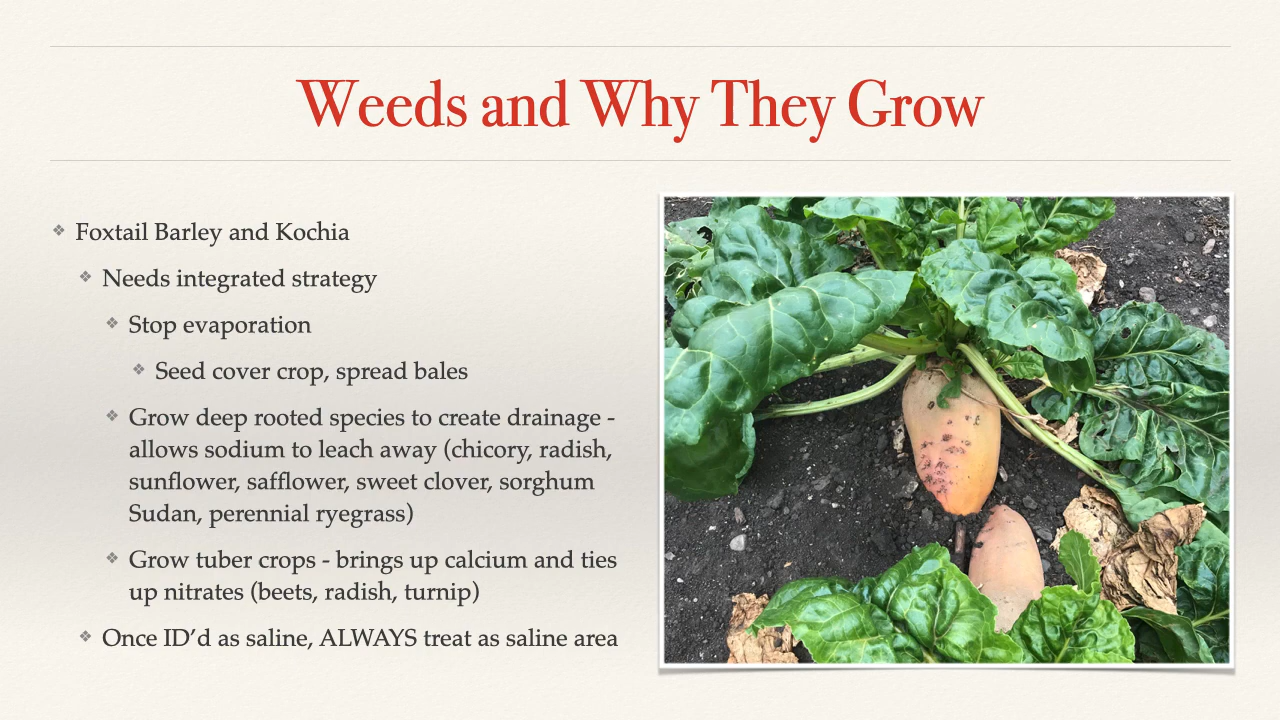 Weeds and Why They Grow
Foxtail Barley and Kochia
Needs integrated strategy
Stop evaporation
Seed cover crop, spread bales
Grow deep rooted species to create drainage -
allows sodium to leach away (chicory, radish,
sunflower, safflower, sweet clover, sorghum
Sudan, perennial ryegrass)
Grow tuber crops - brings up calcium and ties
up nitrates (beets, radish, turnip)
Once ID’d as saline, ALWAYS treat as saline area